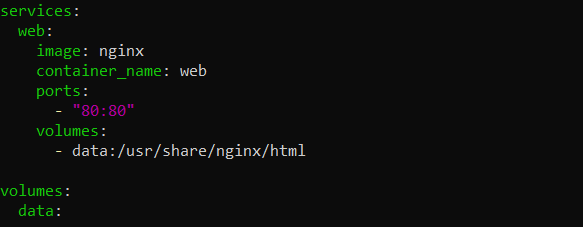 services:
  web:
    image: nginx
    container_name: web
    ports:
      - "80:80"
    volumes:
      - data:/usr/share/nginx/html

volumes:
  data: